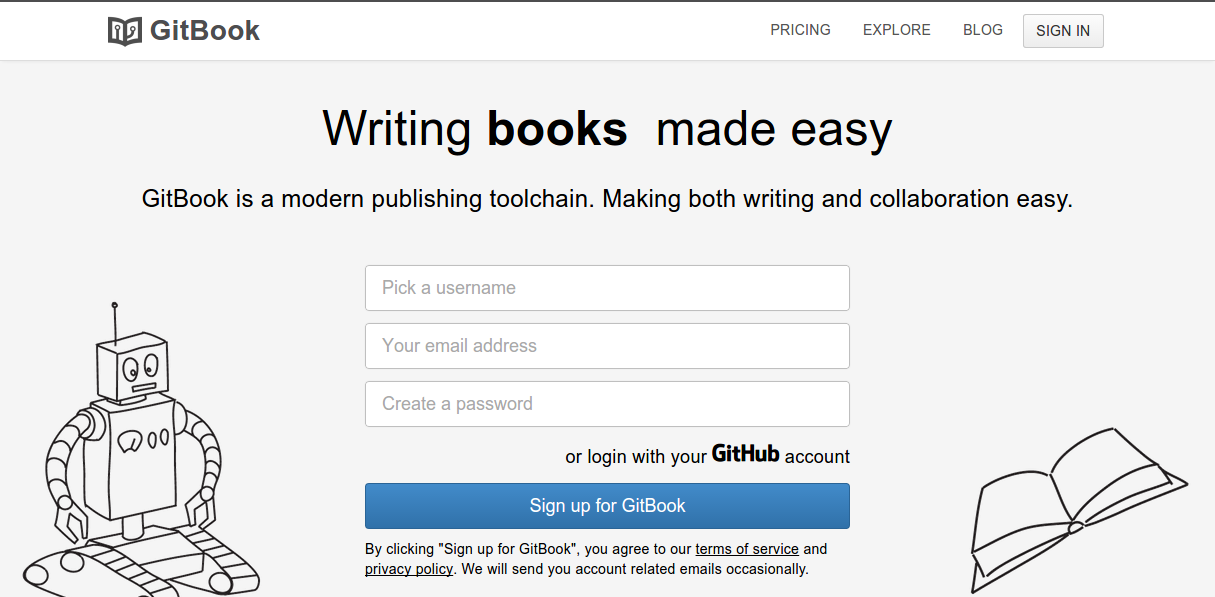 GitBook
PRICING
EXPLORE
BLOG
SIGN IN
Writing books made easy
GitBook is a modern publishing toolchain. Making both writing and collaboration easy.
Pick a username
Your email address
Create a password
or login with your GitHub account
Sign up for GitBook
By clicking "Sign up for GitBook", you agree to our terms of service and
privacy policy. We will send you account related emails occasionally.